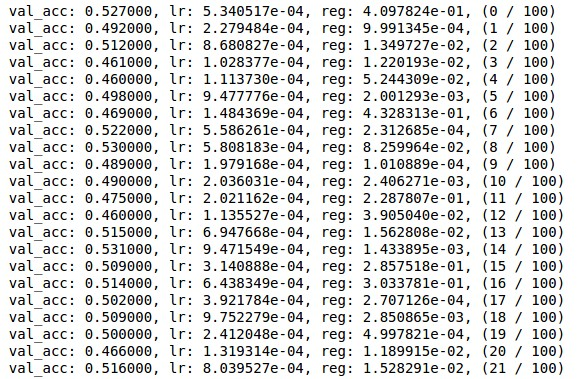 val_acc: 0.527000, lr: 5.340517e-04, reg: 4.097824e-01, (0 / 100)
val_acc: 0.492000, lr: 2.279484e-04, reg: 9.991345e-04, (1 / 100)
val_acc: 0.512000, lr: 8.680827e-04, reg: 1.349727e-02, (2 / 100)
val_acc: 0.461000, lr: 1.028377e-04, reg: 1.220193e-02, (3 / 100)
val_acc: 0.460000, lr: 1.113730e-04, reg: 5.244309e-02, (4 / 100)
val_acc: 0.498000, lr: 9.477776e-04, reg: 2.001293e-03, (5 / 100)
val_acc: 0.469000, lr: 1.484369e-04, reg: 4.328313e-01, (6 / 100)
val_acc: 0.522000, lr: 5.586261e-04, reg: 2.312685e-04, (7 / 100)
val_acc: 0.530000, lr: 5.808183e-04, reg: 8.259964e-02, (8 / 100)
val_acc: 0.489000, lr: 1.979168e-04, reg: 1.010889e-04, (9 / 100)
val_acc: 0.490000, lr: 2.036031e-04, reg: 2.406271e-03, (10 / 100)
val_acc: 0.475000, lr: 2.021162e-04, reg: 2.287807e-01, (11 / 100)
val_acc: 0.460000, lr: 1.135527e-04, reg: 3.905040e-02, (12 / 100)
val_acc: 0.515000, lr: 6.947668e-04, reg: 1.562808e-02, (13 / 100)
val_acc: 0.531000, lr: 9.471549e-04, reg: 1.433895e-03, (14 / 100)
val_acc: 0.509000, lr: 3.140888e-04, reg: 2.857518e-01, (15 / 100)
val_acc: 0.514000, lr: 6.438349e-04, reg: 3.033781e-01, (16 / 100)
val_acc: 0.502000, lr: 3.921784e-04, reg: 2.707126e-04, (17 / 100)
val_acc: 0.509000, lr: 9.752279e-04, reg: 2.850865e-03, (18 / 100)
val_acc: 0.500000, lr: 2.412048e-04, reg: 4.997821e-04, (19 / 100)
val_acc: 0.466000, lr: 1.319314e-04, reg: 1.189915e-02, (20 / 100)
val_acc: 0.516000, lr: 8.039527e-04, reg: 1.528291e-02, (21 / 100)